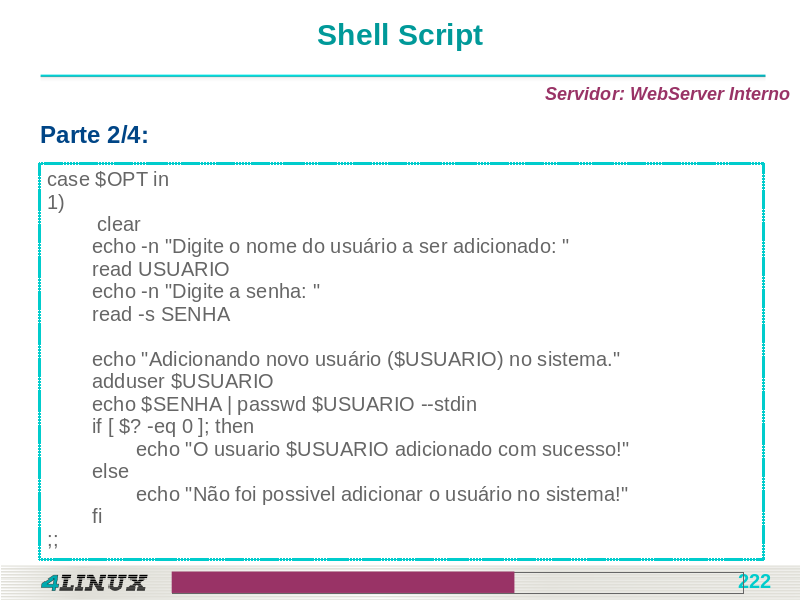 Shell Script
Servidor: WebServer Interno
Parte 2/4:
case $OPT in
1)
clear
echo -n "Digite o nome do usuário a ser adicionado: "
read USUARIO
echo -n "Digite a senha: "
read -s SENHA
echo "Adicionando novo usuário ($USUARIO) no sistema."
adduser $USUARIO
echo $SENHA | passwd $USUARIO --stdin
if [ $? -eq 0 ]; then
echo "O usuario $USUARIO adicionado com sucesso!"
else
echo "Não foi possivel adicionar o usuário no sistema!"
fi
;;
4LINUX
222